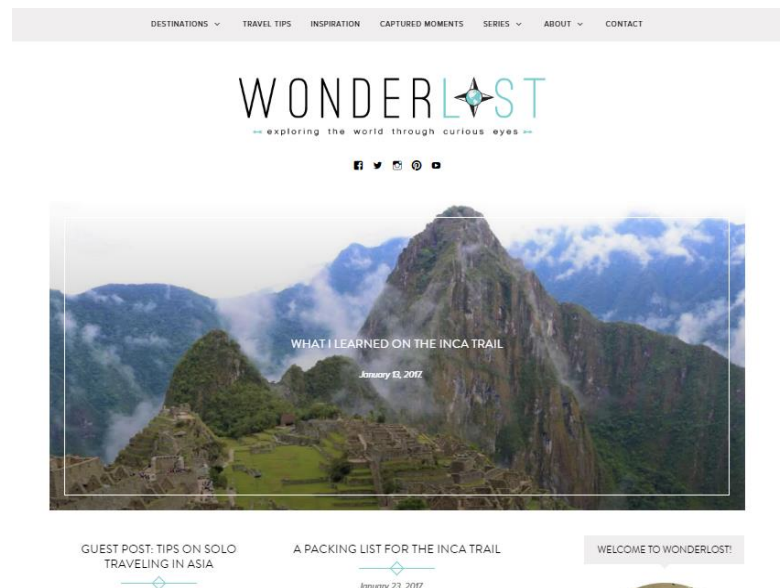 DESTINATIONS TRAVEL TIPS INSPIRATION CAPTURED MOMENTS SERIES ABOUT CONTACT
WONDERLOST
exploring the world through curious eyes
WHAT I LEARNED ON THE INCA TRAIL
January 13, 2017
GUEST POST: TIPS ON SOLO
TRAVELING IN ASIA
A PACKING LIST FOR THE INCA TRAIL
January 23, 2017
WELCOME TO WONDERLOST!